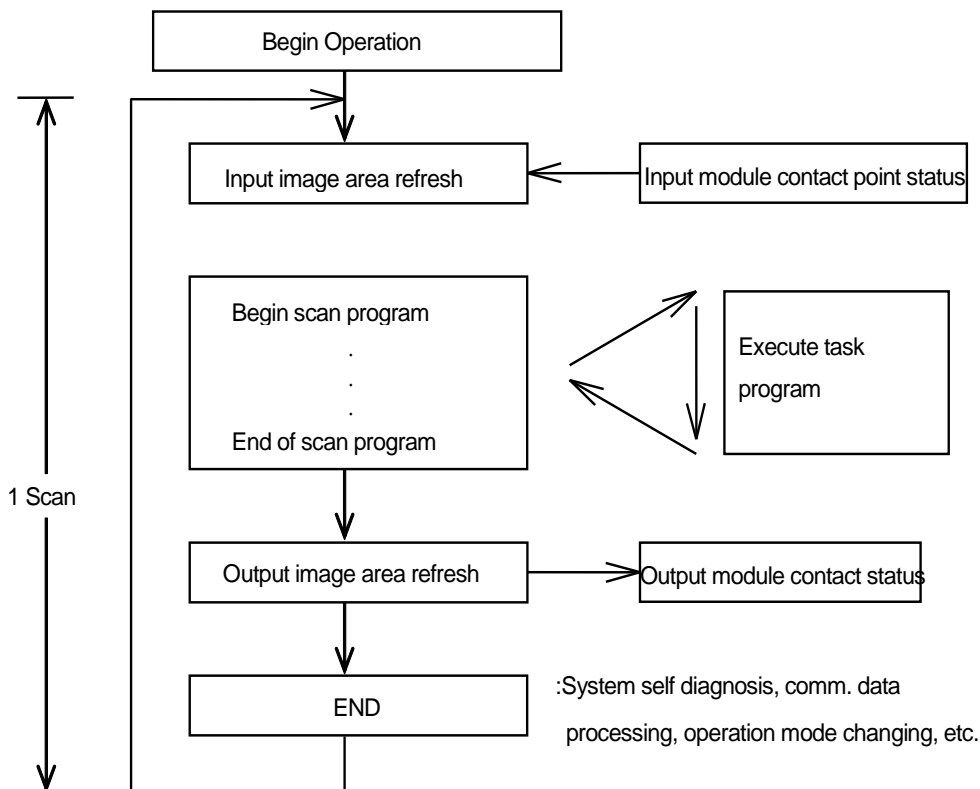 Begin Operation
Input image area refresh
Input module contact point status
Begin scan program
.
.
.
End of scan program
Execute task
program
1 Scan
Output image area refresh
Output module contact status
END
:System self diagnosis, comm. data
processing, operation mode changing, etc.